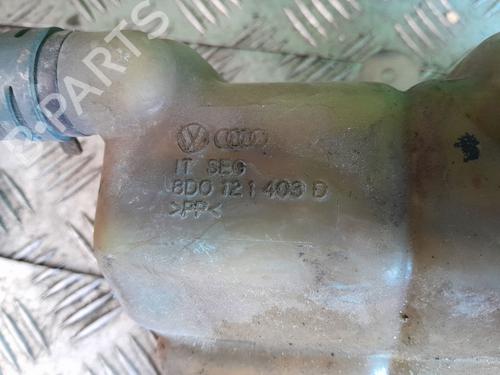 B-PARTS
IT SEG
8D0 121 403 D
>PP<